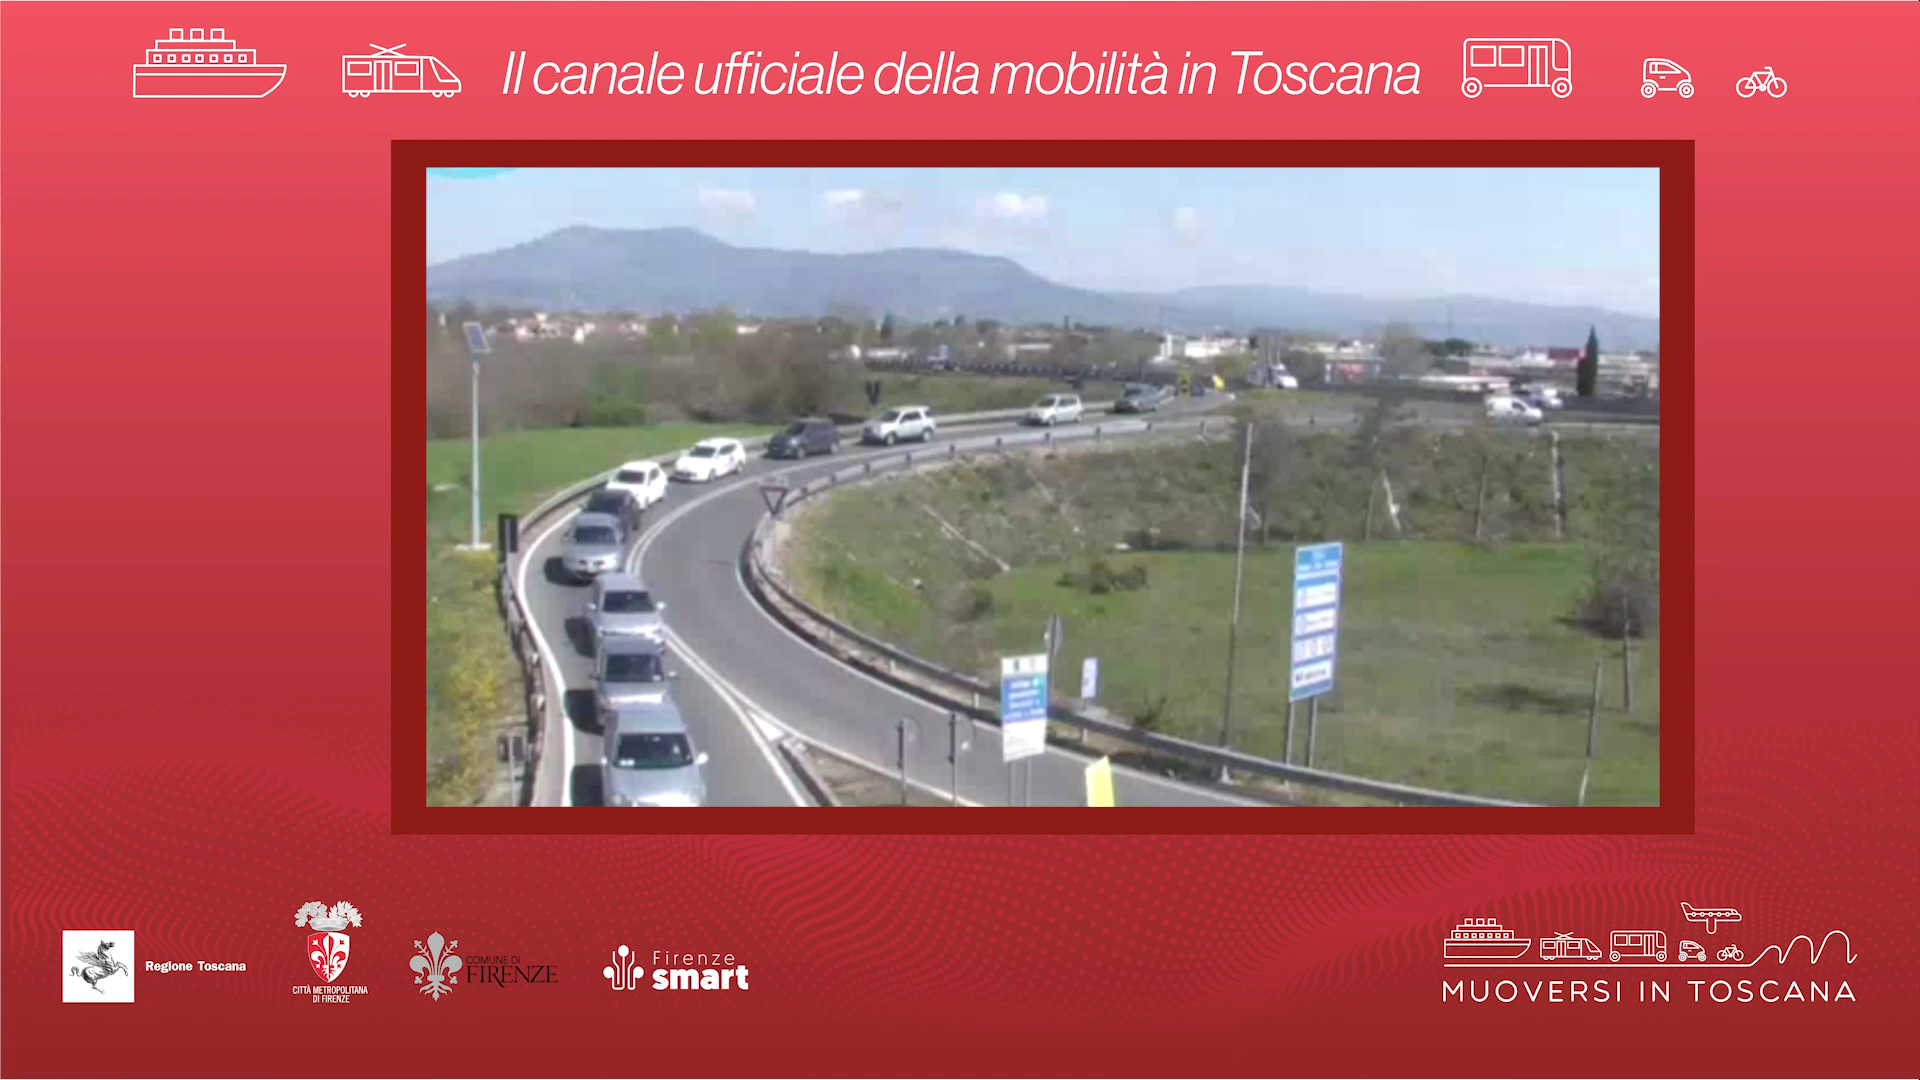 Il canale ufficiale della mobilità in Toscana
Regione Toscana
CITTÀ METROPOLITANA
DI FIRENZE
COMUNE DI
FIRENZE
Firenze
smart
MUOVERSI IN TOSCANA